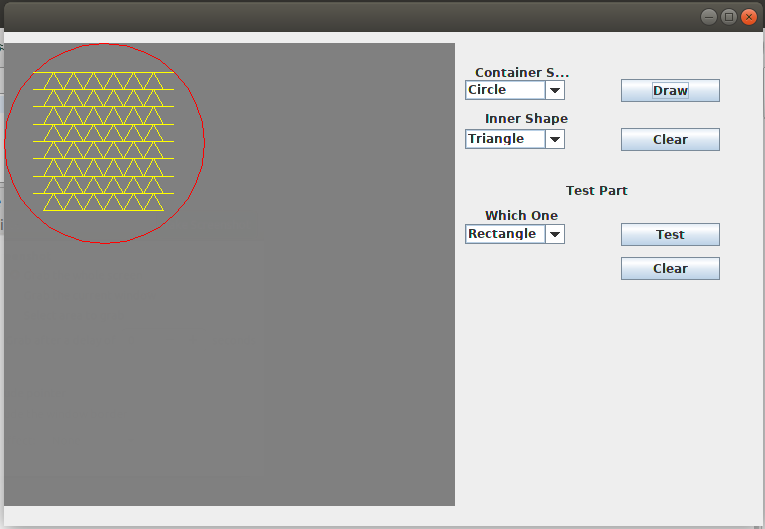 Container S...
Circle
Draw
Inner Shape
Triangle
Clear
Test Part
Which One
Rectangle
Test
Clear